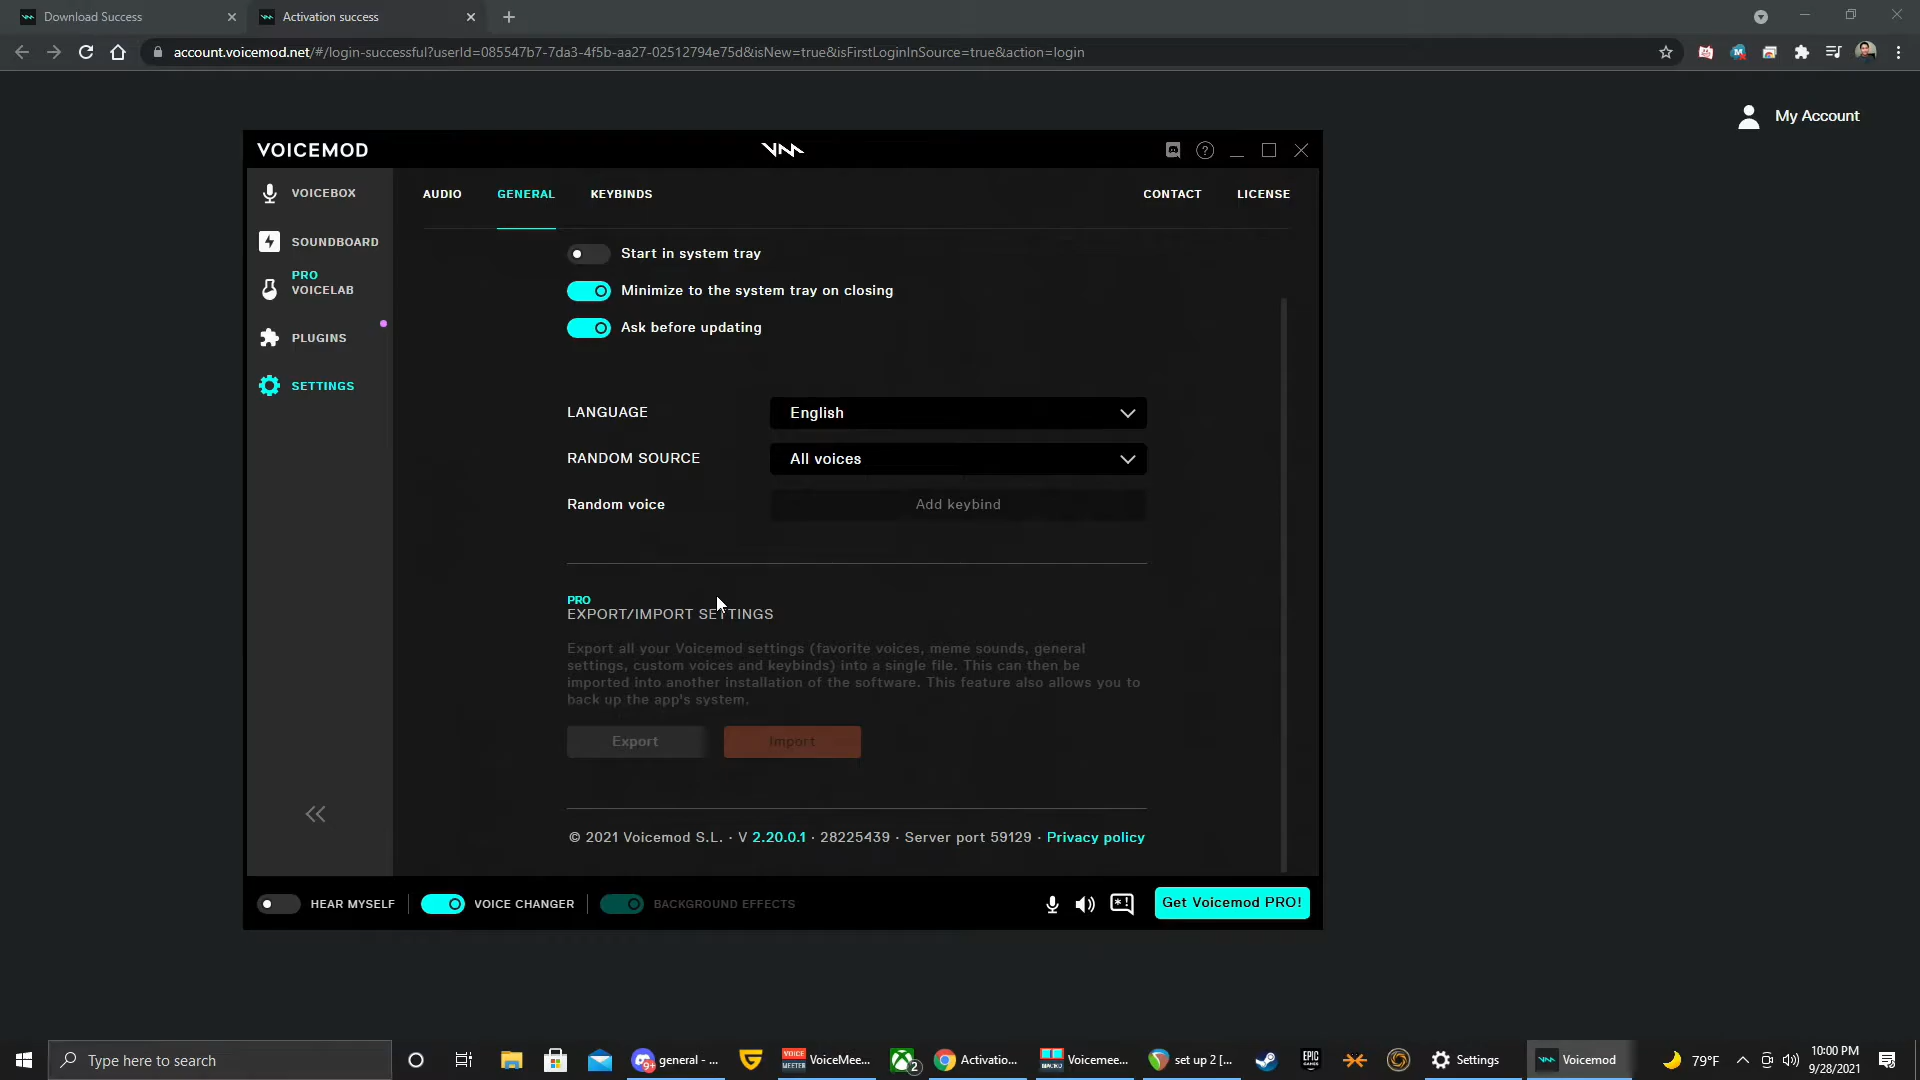 Download Success
Activation success
account.voicemod.net/#/login-successful?userId=085547b7-7da3-4f5b-aa27-02512794e75d&isNew=true&isFirstLoginInSource=true&action=login
My Account
VOICEMOD
VOICEBOX
SOUNDBOARD
PRO
VOICELAB
PLUGINS
SETTINGS
AUDIO
GENERAL
KEYBINDS
CONTACT
LICENSE
Start in system tray
Minimize to the system tray on closing
Ask before updating
LANGUAGE
English
RANDOM SOURCE
All voices
Random voice
Add keybind
PRO
EXPORT/IMPORT SETTINGS
Export all your Voicemod settings (favorite voices, meme sounds, general
settings, custom voices and keybinds) into a single file. This can then be
imported into another installation of the software. This feature also allows you to
back up the app's system.
Export
Import
© 2021 Voicemod S.L. · V 2.20.0.1 · 28225439 · Server port 59129 · Privacy policy
HEAR MYSELF
VOICE CHANGER
BACKGROUND EFFECTS
Get Voicemod PRO!
Type here to search
9+
general - ...
VOICE
MEETER
VoiceMee...
2
Activatio...
MACRO
Voicemee...
set up 2 [...
EPIC
GAMES
Settings
Voicemod
79°F
10:00 PM
9/28/2021